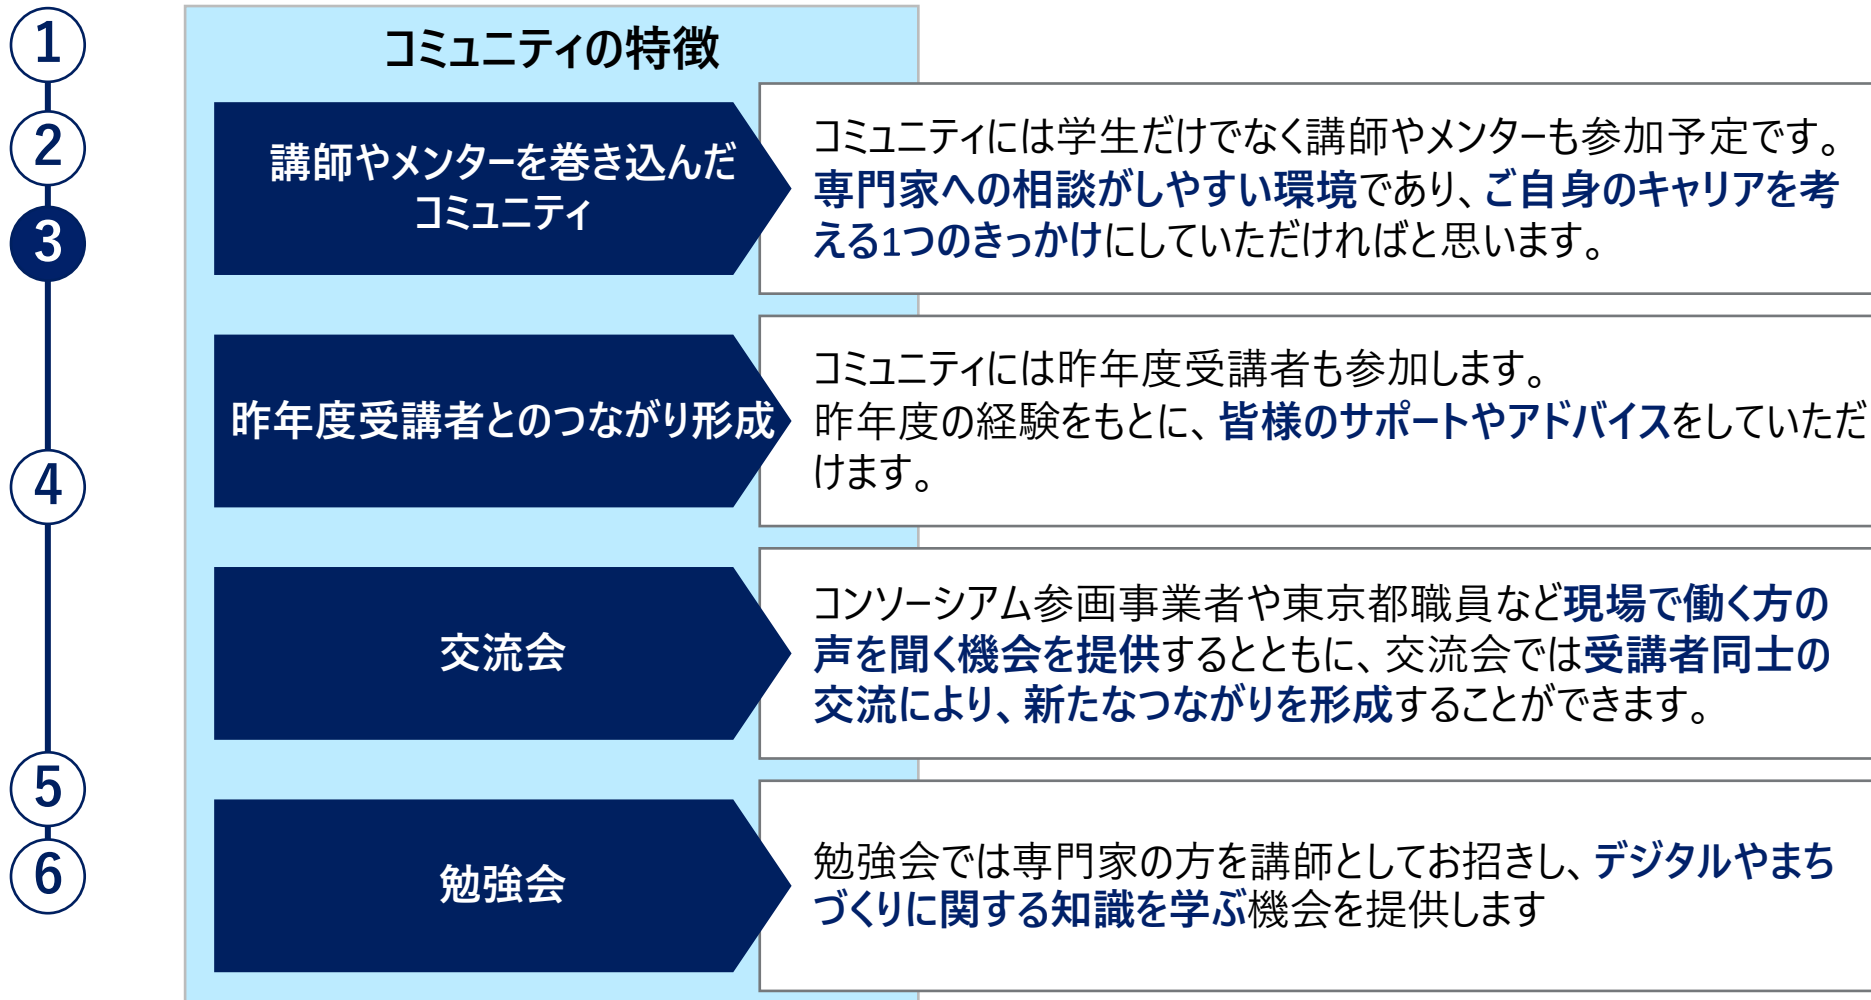 1
2
3
4
5
6
コミュニティの特徴
講師やメンターを巻き込んだ
コミュニティ
コミュニティには学生だけでなく講師やメンターも参加予定です。
専門家への相談がしやすい環境であり、ご自身のキャリアを考
える1つのきっかけにしていただければと思います。
昨年度受講者とのつながり形成
コミュニティには昨年度受講者も参加します。
昨年度の経験をもとに、皆様のサポートやアドバイスをしていただ
けます。
交流会
コンソーシアム参画事業者や東京都職員など現場で働く方の
声を聞く機会を提供するとともに、交流会では受講者同士の
交流により、新たなつながりを形成することができます。
勉強会
勉強会では専門家の方を講師としてお招きし、デジタルやまち
づくりに関する知識を学ぶ機会を提供します